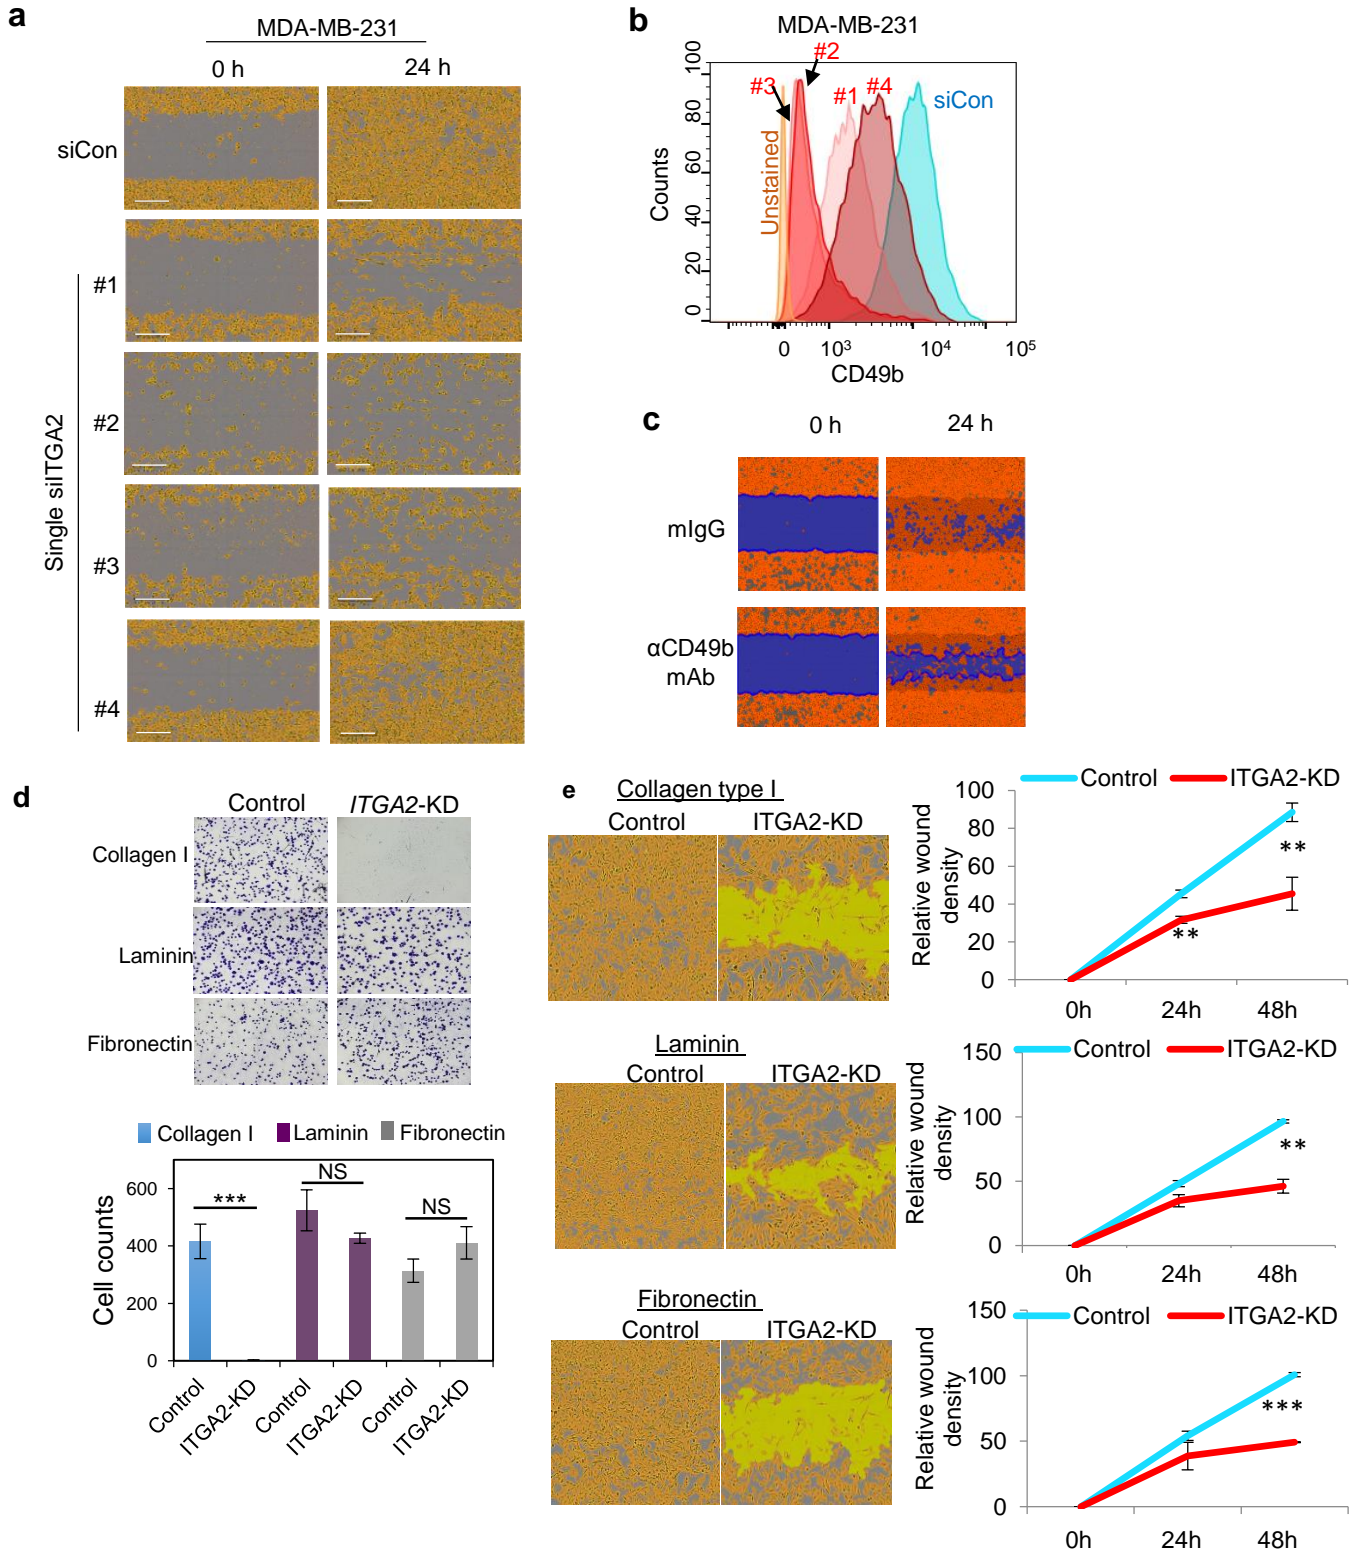 a
MDA-MB-231
0 h
24 h
siCon
#1
#2
#3
#4
Single siITGA2
b
MDA-MB-231
#2
#3
#1
#4
siCon
Unstained
Counts
100
80
60
40
20
0
0
10³
10⁴
10⁵
CD49b
c
0 h
24 h
mIgG
αCD49b
mAb
d
Control
ITGA2-KD
Collagen I
Laminin
Fibronectin
Collagen I
Laminin
Fibronectin
Cell counts
600
400
200
0
***
NS
NS
Control
ITGA2-KD
Control
ITGA2-KD
Control
ITGA2-KD
e
Collagen type I
Control
ITGA2-KD
Control
ITGA2-KD
Relative wound
density
100
80
60
40
20
0
**
**
0h
24h
48h
Laminin
Control
ITGA2-KD
Control
ITGA2-KD
Relative wound
density
150
100
50
0
**
0h
24h
48h
Fibronectin
Control
ITGA2-KD
Control
ITGA2-KD
Relative wound
density
150
100
50
0
***
0h
24h
48h